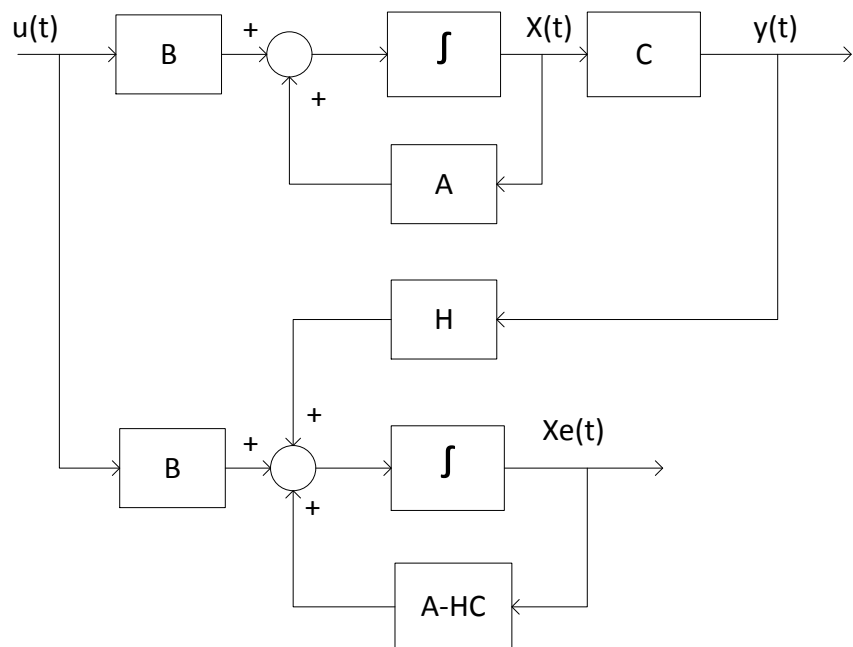 u(t)
B
+
+
∫
X(t)
C
y(t)
A
H
B
+
+
+
∫
Xe(t)
A-HC